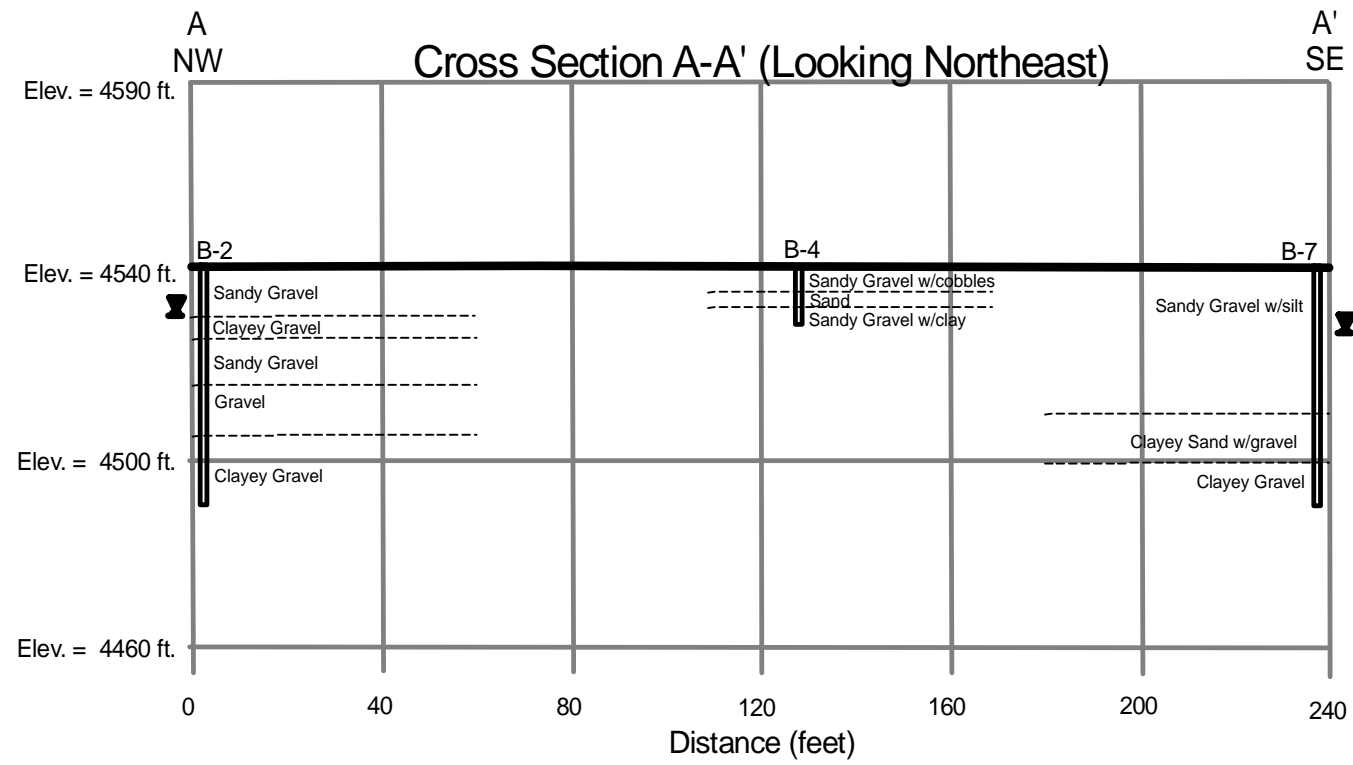 A
NW
Cross Section A-A' (Looking Northeast)
A'
SE
Elev. = 4590 ft.
B-2
B-4
B-7
Elev. = 4540 ft.
Sandy Gravel
Clayey Gravel
Sandy Gravel
Gravel
Clayey Gravel
Sandy Gravel w/cobbles
Sand
Sandy Gravel w/clay
Sandy Gravel w/silt
Clayey Sand w/gravel
Clayey Gravel
Elev. = 4500 ft.
Elev. = 4460 ft.
0 40 80 120 160 200 240
Distance (feet)